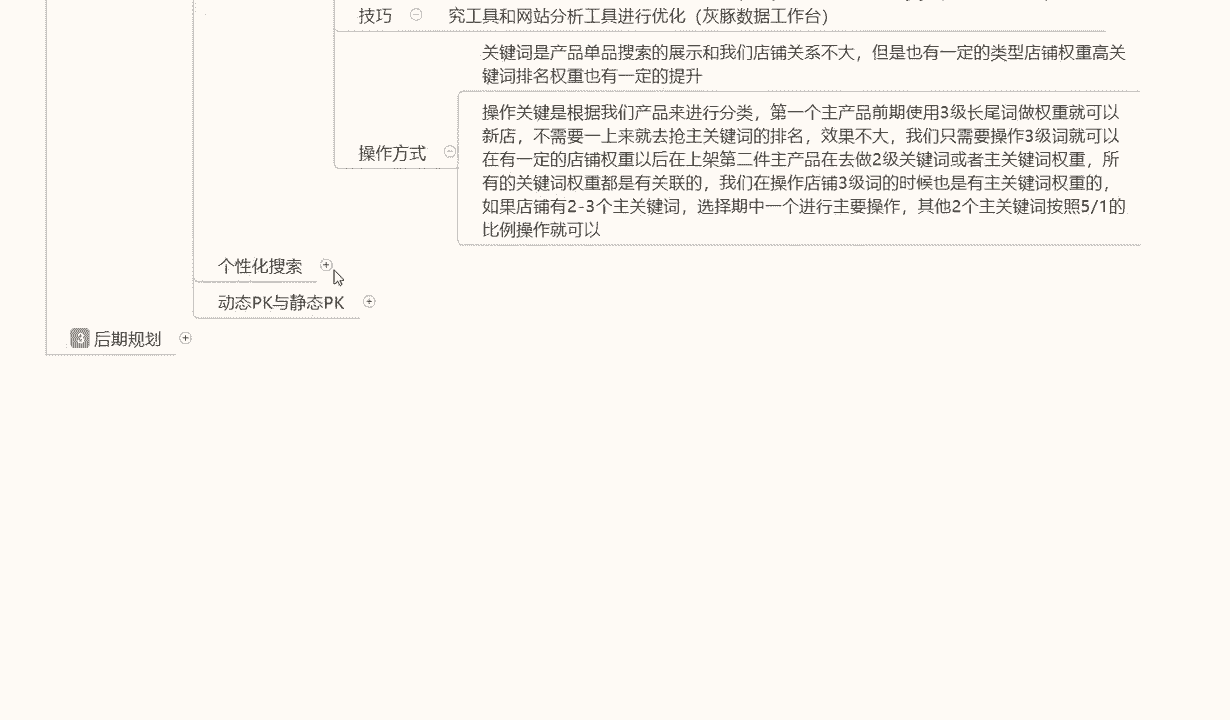 技巧 究工具和网站分析工具进行优化（灰豚数据工作台）
关键词是产品单品搜索的展示和我们店铺关系不大，但是也有一定的类型店铺权重高关
键词排名权重也有一定的提升
操作方式
操作关键是根据我们产品来进行分类，第一个主产品前期使用3级长尾词做权重就可以
新店，不需要一上来就去抢主关键词的排名，效果不大，我们只需要操作3级词就可以
在有一定的店铺权重以后在上架第二件主产品在去做2级关键词或者主关键词权重，所
有的关键词权重都是有关联的，我们在操作店铺3级词的时候也是有主关键词权重的，
如果店铺有2-3个主关键词，选择期中一个进行主要操作，其他2个主关键词按照5/1的
比例操作就可以
个性化搜索
动态PK与静态PK
3 后期规划